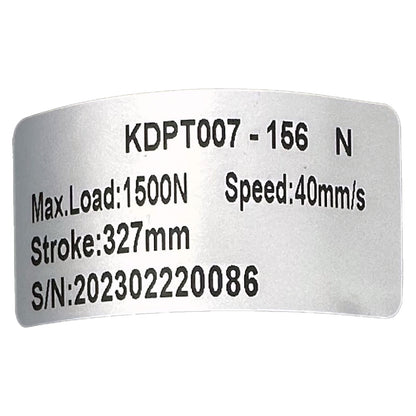 KDPT007 - 156 N
Max.Load:1500N Speed:40mm/s
Stroke:327mm
S/N:202302220086